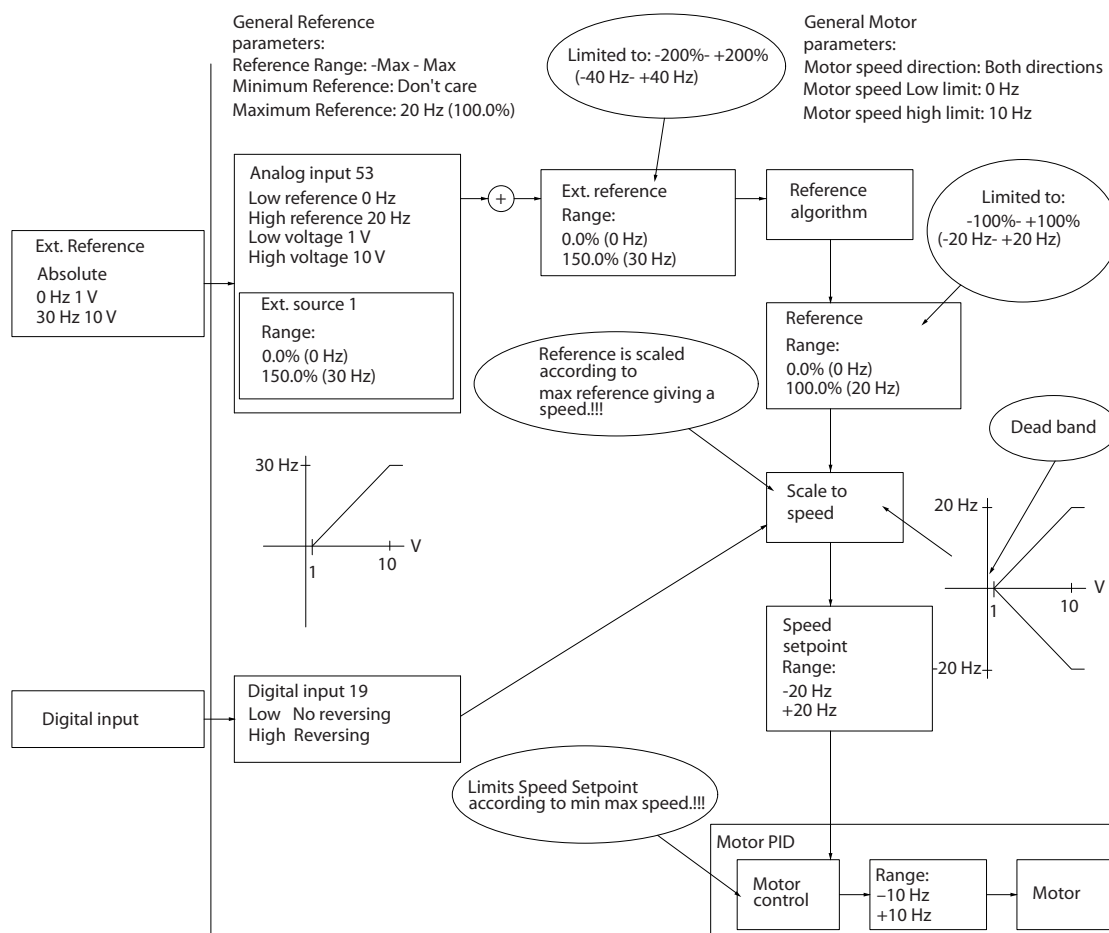 General Reference
parameters:
Reference Range: -Max - Max
Minimum Reference: Don't care
Maximum Reference: 20 Hz (100.0%)
Limited to: -200%- +200%
(-40 Hz- +40 Hz)
General Motor
parameters:
Motor speed direction: Both directions
Motor speed Low limit: 0 Hz
Motor speed high limit: 10 Hz
Ext. Reference
Absolute
0 Hz 1 V
30 Hz 10 V
Analog input 53
Low reference 0 Hz
High reference 20 Hz
Low voltage 1 V
High voltage 10 V
Ext. source 1
Range:
0.0% (0 Hz)
150.0% (30 Hz)
+
Ext. reference
Range:
0.0% (0 Hz)
150.0% (30 Hz)
Reference
algorithm
Limited to:
-100%- +100%
(-20 Hz- +20 Hz)
Reference
Range:
0.0% (0 Hz)
100.0% (20 Hz)
Reference is scaled
according to
max reference giving a
speed.!!!
Dead band
30 Hz
1
10
V
Scale to
speed
20 Hz
1
10
V
-20 Hz
Speed
setpoint
Range:
-20 Hz
+20 Hz
Digital input
Digital input 19
Low No reversing
High Reversing
Limits Speed Setpoint
according to min max speed.!!!
Motor PID
Motor
control
Range:
–10 Hz
+10 Hz
Motor